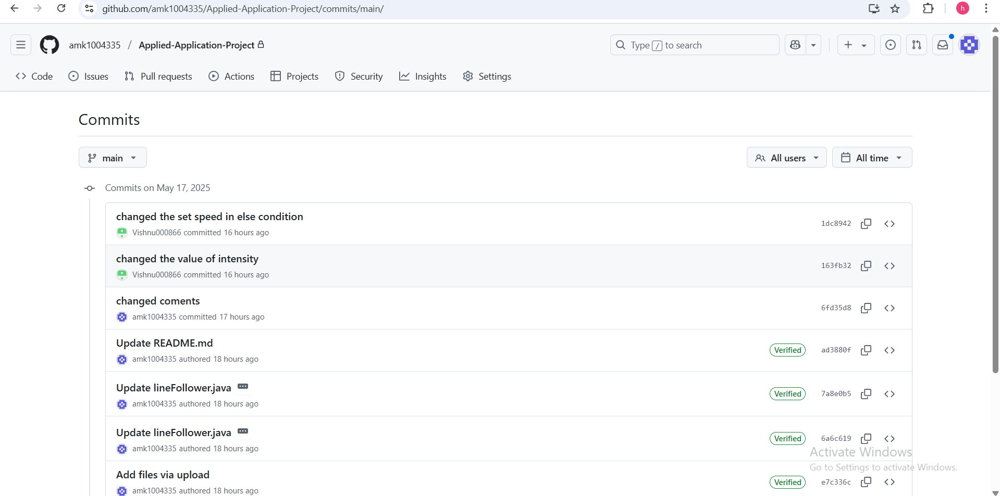 github.com/amk1004335/Applied-Application-Project/commits/main/
h
amk1004335 / Applied-Application-Project
Type / to search
Code Issues Pull requests Actions Projects Security Insights Settings
Commits
main All users All time
Commits on May 17, 2025
changed the set speed in else condition
Vishnu000866 committed 16 hours ago
1dc8942
changed the value of intensity
Vishnu000866 committed 16 hours ago
163fb32
changed coments
amk1004335 committed 17 hours ago
6fd35d8
Update README.md
amk1004335 authored 18 hours ago
Verified ad3880f
Update lineFollower.java
amk1004335 authored 18 hours ago
Verified 7a8e0b5
Update lineFollower.java
amk1004335 authored 18 hours ago
Verified 6a6c619
Activate Windows
Go to Settings to activate Windows.
Add files via upload
amk1004335 authored 18 hours ago
Verified e7c336c